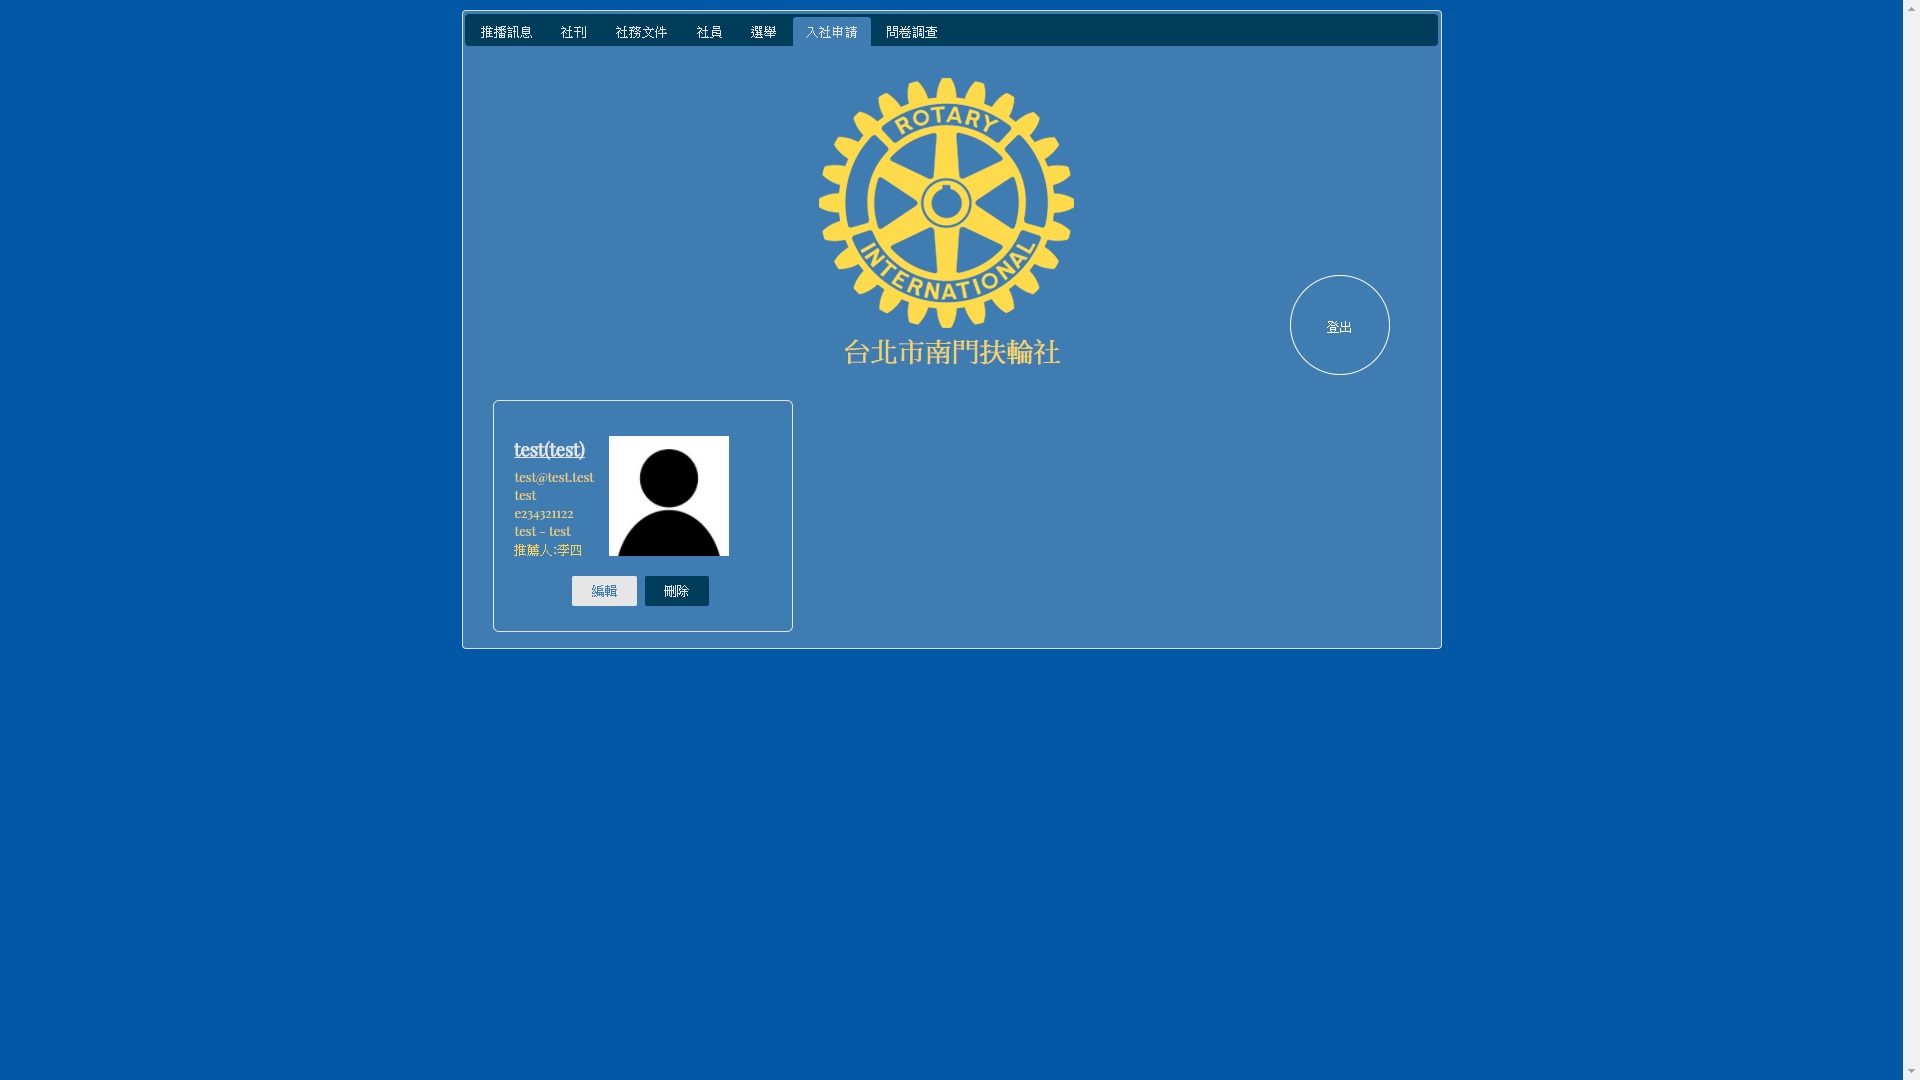 推播訊息 社刊 社務文件 社員 選舉 入社申請 問卷調查
ROTARY
INTERNATIONAL
台北市南門扶輪社
登出
test(test)
test@test.test
test
e234321122
test - test
推薦人:李四
編輯 刪除